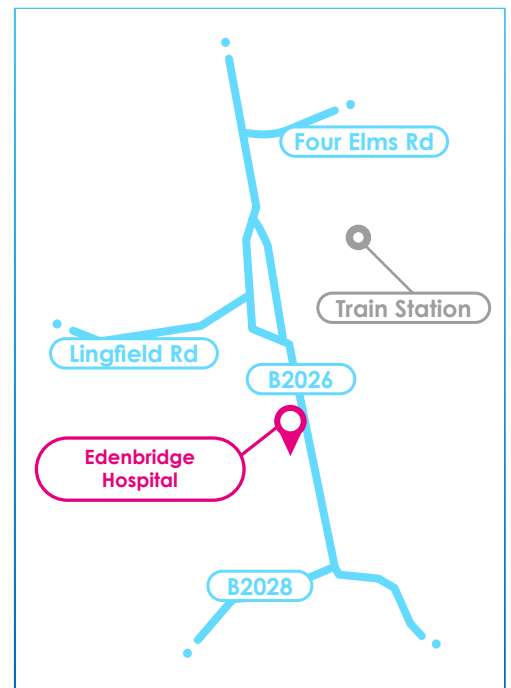 Four Elms Rd
Train Station
Lingfield Rd
B2026
Edenbridge
Hospital
B2028